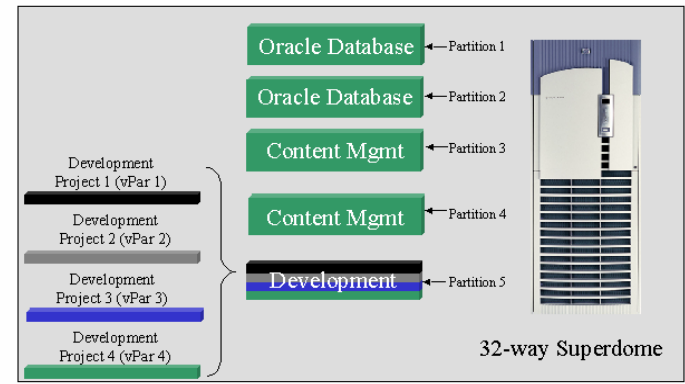 Oracle Database
Partition 1
Oracle Database
Partition 2
Content Mgmt
Partition 3
Content Mgmt
Partition 4
Development
Partition 5
Development
Project 1 (vPar 1)
Development
Project 2 (vPar 2)
Development
Project 3 (vPar 3)
Development
Project 4 (vPar 4)
32-way Superdome